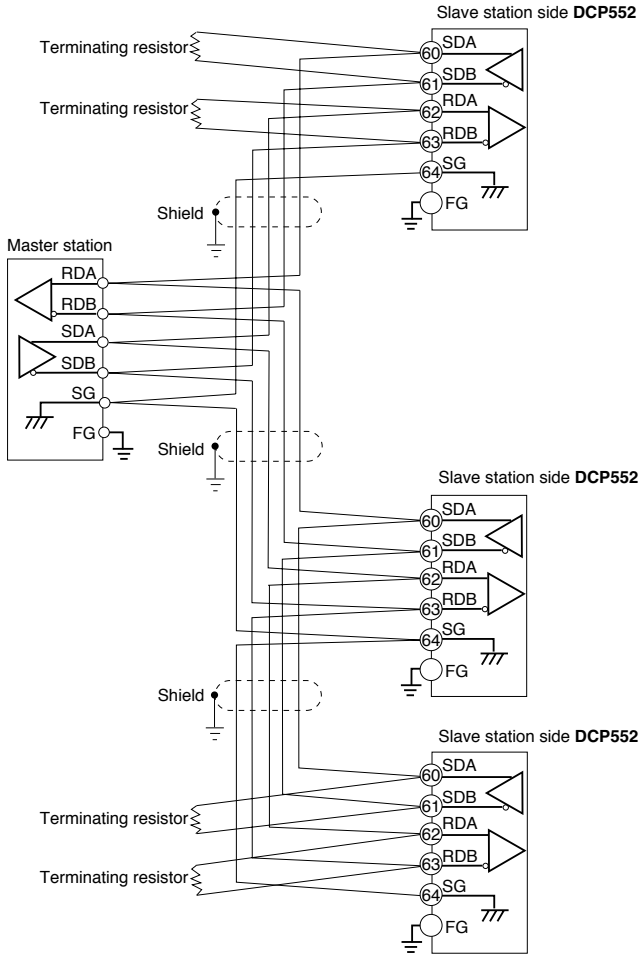 Slave station side DCP552
Terminating resistor
60 SDA
61 SDB
Terminating resistor
62 RDA
63 RDB
64 SG
FG
Shield
Master station
RDA
RDB
SDA
SDB
SG
FG
Shield
Slave station side DCP552
60 SDA
61 SDB
62 RDA
63 RDB
64 SG
FG
Shield
Slave station side DCP552
60 SDA
61 SDB
Terminating resistor
62 RDA
63 RDB
Terminating resistor
64 SG
FG